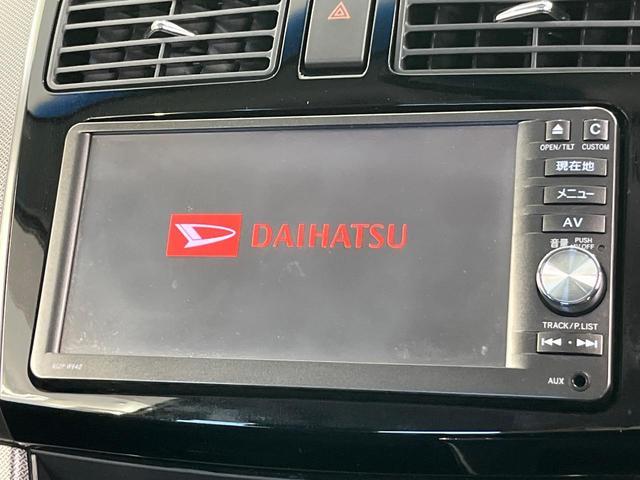 OPEN/TILT
C
CUSTOM
現在地
メニュー
AV
音量 PUSH
AV OFF
DAIHATSU
TRACK/P.LIST
AUX